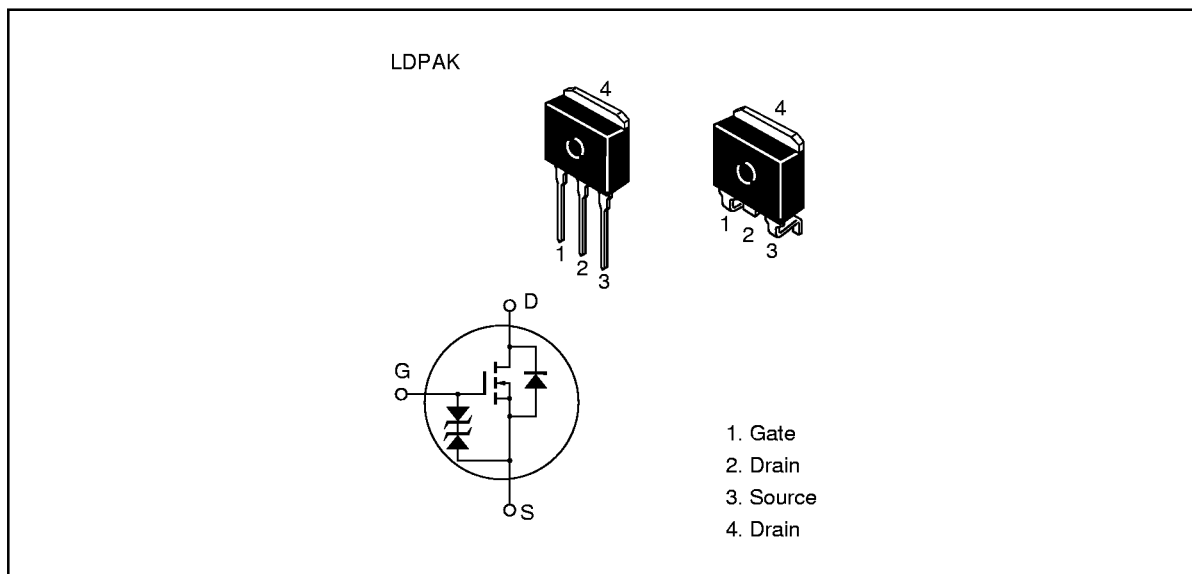 LDPAK
4
4
1
2
3
1
2
3
D
G
S
1. Gate
2. Drain
3. Source
4. Drain